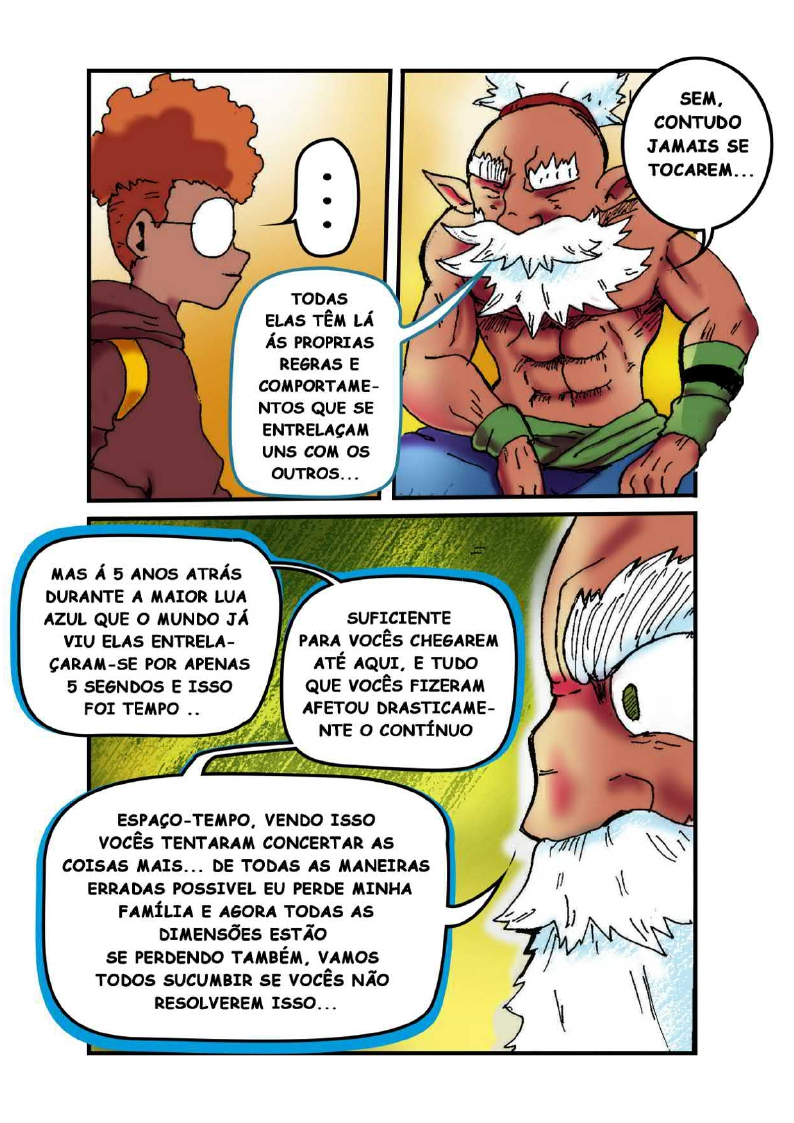 ...
TODAS
ELAS TÊM LÁ
ÁS PROPRIAS
REGRAS E
COMPORTAME-
NTOS QUE SE
ENTRELAÇAM
UNS COM OS
OUTROS...
SEM,
CONTUDO
JAMAIS SE
TOCAREM...
MAS Á 5 ANOS ATRÁS
DURANTE A MAIOR LUA
AZUL QUE O MUNDO JÁ
VIU ELAS ENTRELA-
ÇARAM-SE POR APENAS
5 SEGNDOS E ISSO
FOI TEMPO ..
SUFICIENTE
PARA VOCÊS CHEGAREM
ATÉ AQUI, E TUDO
QUE VOCÊS FIZERAM
AFETOU DRASTICAME-
NTE O CONTÍNUO
ESPAÇO-TEMPO, VENDO ISSO
VOCÊS TENTARAM CONCERTAR AS
COISAS MAIS... DE TODAS AS MANEIRAS
ERRADAS POSSIVEL EU PERDE MINHA
FAMÍLIA E AGORA TODAS AS
DIMENSÕES ESTÃO
SE PERDENDO TAMBÉM, VAMOS
TODOS SUCUMBIR SE VOCÊS NÃO
RESOLVEREM ISSO...